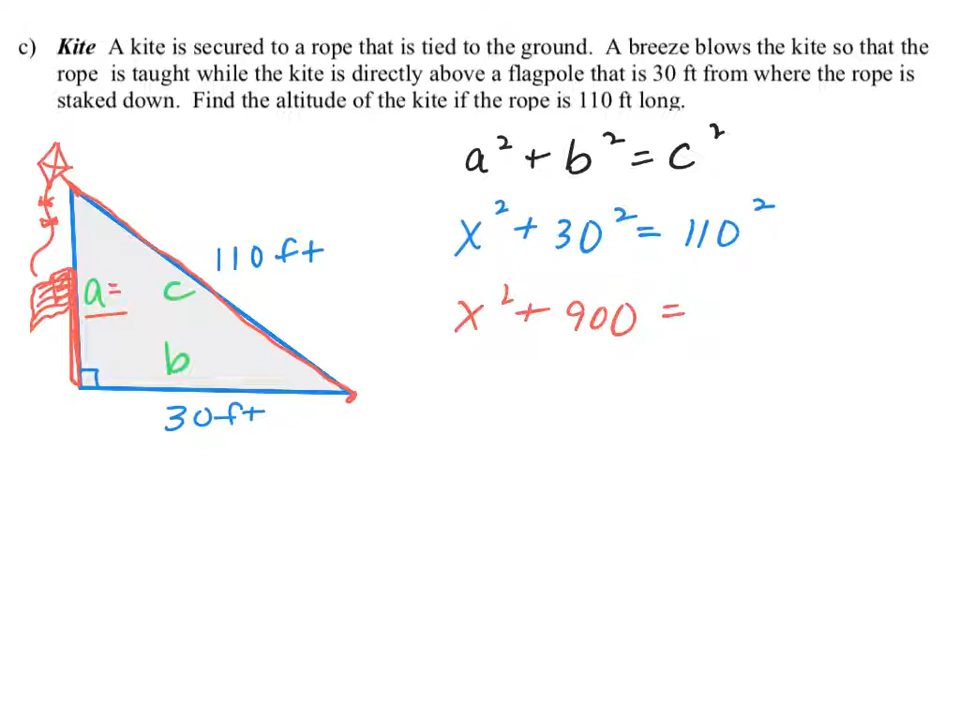 c) Kite A kite is secured to a rope that is tied to the ground. A breeze blows the kite so that the
rope is taught while the kite is directly above a flagpole that is 30 ft from where the rope is
staked down. Find the altitude of the kite if the rope is 110 ft long.
a² + b² = c²
x² + 30² = 110²
110 ft
a= c
x² + 900 =
b
30 ft